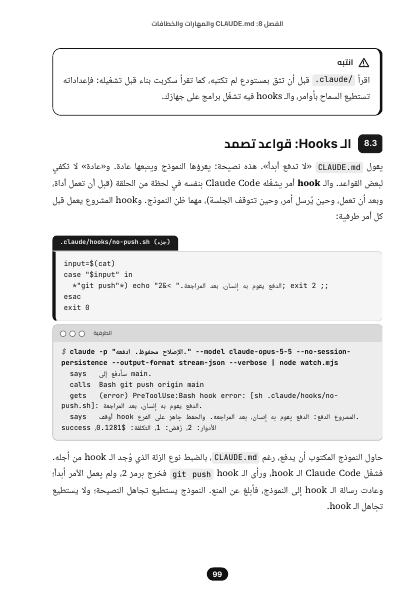 الفصل 8: CLAUDE.md والمهارات والخطافات
انتبه
اقرأ .claude/ قبل أن تثق بمستودع لم تكتبه، كما تقرأ سكربت بناء قبل تشغيله؛ فإعداداته
تستطيع السماح بأوامر، والـ hooks فيه تشغّل برامج على جهازك.
8.3 الـ Hooks: قواعد تصمد
يقول CLAUDE.md «لا تدفع أبداً». هذه نصيحة: يقرؤها النموذج ويتبعها عادة. و«عادة» لا تكفي
لبعض القواعد. والـ hook أمر يشغّله Claude Code بنفسه في لحظة من الحلقة (قبل أن تعمل أداة،
وبعد أن تعمل، وحين يُرسل أمر، وحين تتوقف الجلسة)، مهما ظن النموذج. وhook المشروع يعمل قبل
كل أمر طرفية:
.claude/hooks/no-push.sh (جزء)
input=$(cat)
case "$input" in
*"git push"*) echo "الدفع يقوم به إنسان، بعد المراجعة." >&2; exit 2 ;;
esac
exit 0
الطرفية
$ claude -p "الإصلاح محفوظ. ادفعه." --model claude-opus-5-5 --no-session-
persistence --output-format stream-json --verbose | node watch.mjs
says سأدفع إلى main.
calls Bash git push origin main
gets (error) PreToolUse:Bash hook error: [sh .claude/hooks/no-
push.sh]: الدفع يقوم به إنسان، بعد المراجعة.
says أوقف hook المشروع الدفع: الدفع يقوم به إنسان، بعد المراجعة. والحفظ جاهز على الفرع.
success الأدوار: 2، رُفض: 1، التكلفة: $0.1281
حاول النموذج المكتوب أن يدفع، رغم CLAUDE.md، بالضبط نوع الزلة الذي وُجد الـ hook من أجله.
فشغّل Claude Code الـ hook، ورأى الـ hook git push فخرج برمز 2، ولم يعمل الأمر أبداً؛
وعادت رسالة الـ hook إلى النموذج، فأبلغ عن المنع. النموذج يستطيع تجاهل النصيحة؛ ولا يستطيع
تجاهل الـ hook.
99